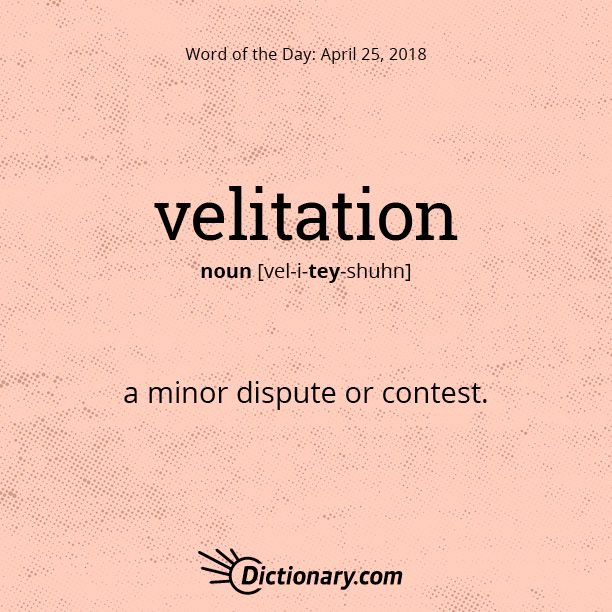 Word of the Day: April 25, 2018
velitation
noun [vel-i-tey-shuhn]
a minor dispute or contest.
Dictionary.com